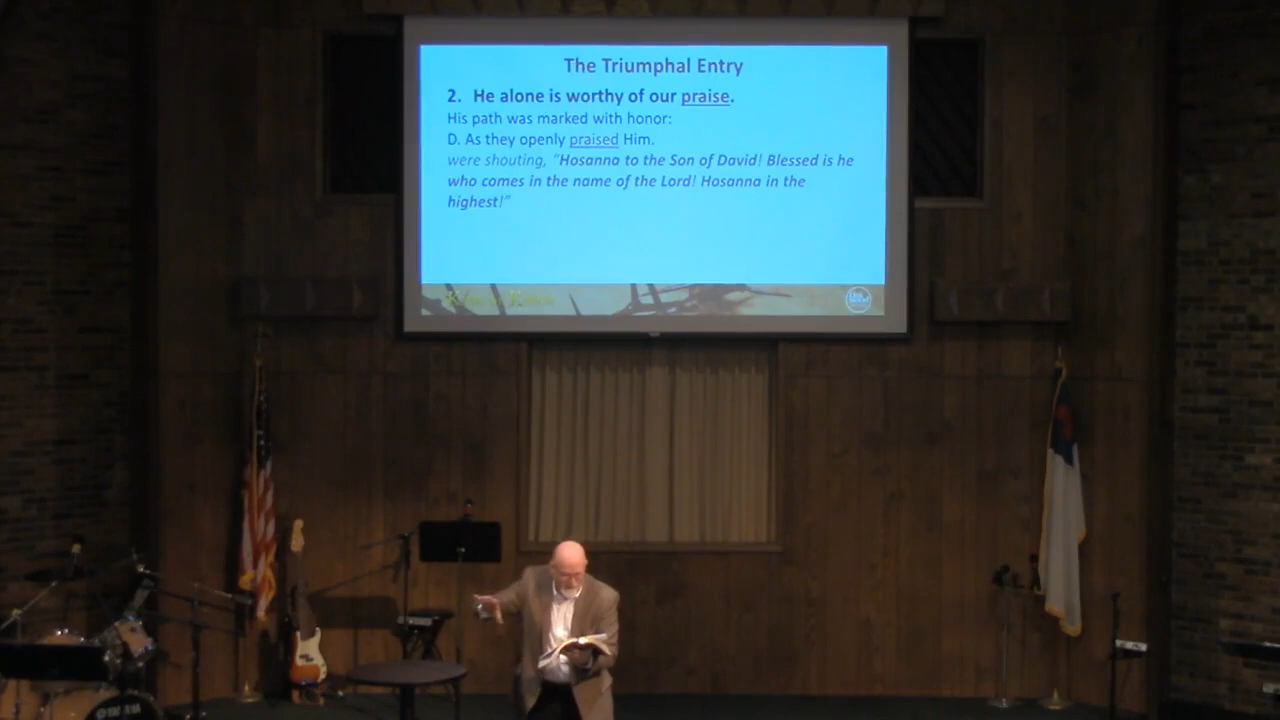 The Triumphal Entry
2. He alone is worthy of our praise.
His path was marked with honor:
D. As they openly praised Him.
were shouting, “Hosanna to the Son of David! Blessed is he
who comes in the name of the Lord! Hosanna in the
highest!”
YAMAHA